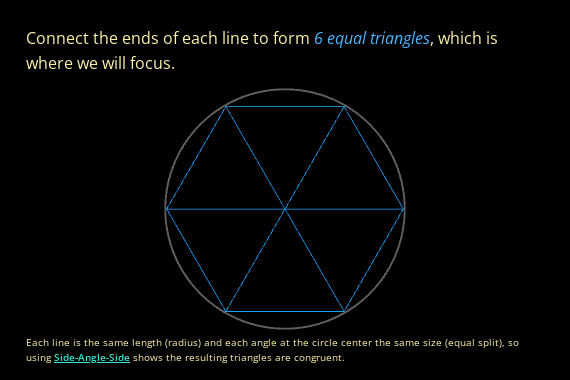 Connect the ends of each line to form 6 equal triangles, which is
where we will focus.
Each line is the same length (radius) and each angle at the circle center the same size (equal split), so
using Side-Angle-Side shows the resulting triangles are congruent.